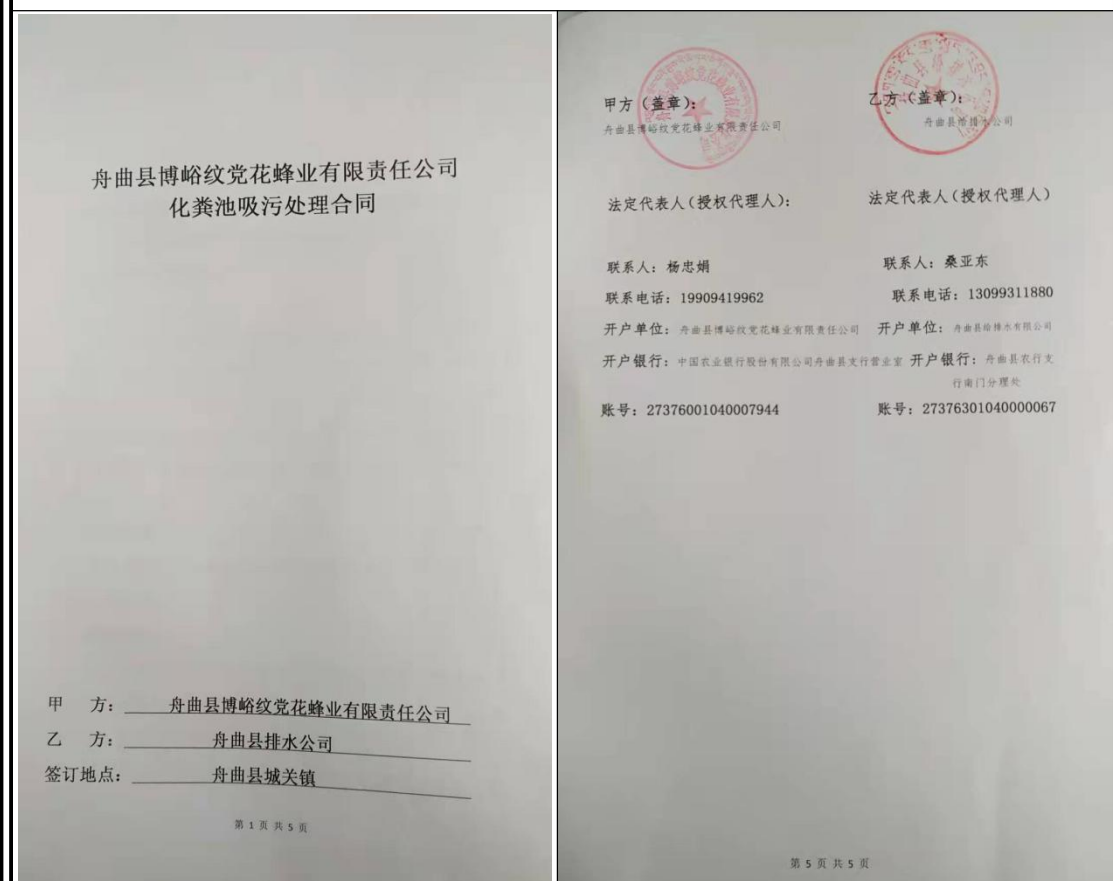 舟曲县博峪纹党花蜂业有限责任公司
化粪池吸污处理合同
甲 方： 舟曲县博峪纹党花蜂业有限责任公司
乙 方： 舟曲县排水公司
签订地点： 舟曲县城关镇
第 1 页 共 5 页
甲方（盖章）： 乙方（盖章）：
舟曲县博峪纹党花蜂业有限责任公司 舟曲县给排水公司
法定代表人（授权代理人）： 法定代表人（授权代理人）
联系人：杨忠娟 联系人：桑亚东
联系电话：19909419962 联系电话：13099311880
开户单位：舟曲县博峪纹党花蜂业有限责任公司 开户单位：舟曲县给排水有限公司
开户银行：中国农业银行股份有限公司舟曲县支行营业室 开户银行：舟曲县农行支
行南门分理处
账号：27376001040007944 账号：27376301040000067
第 5 页 共 5 页